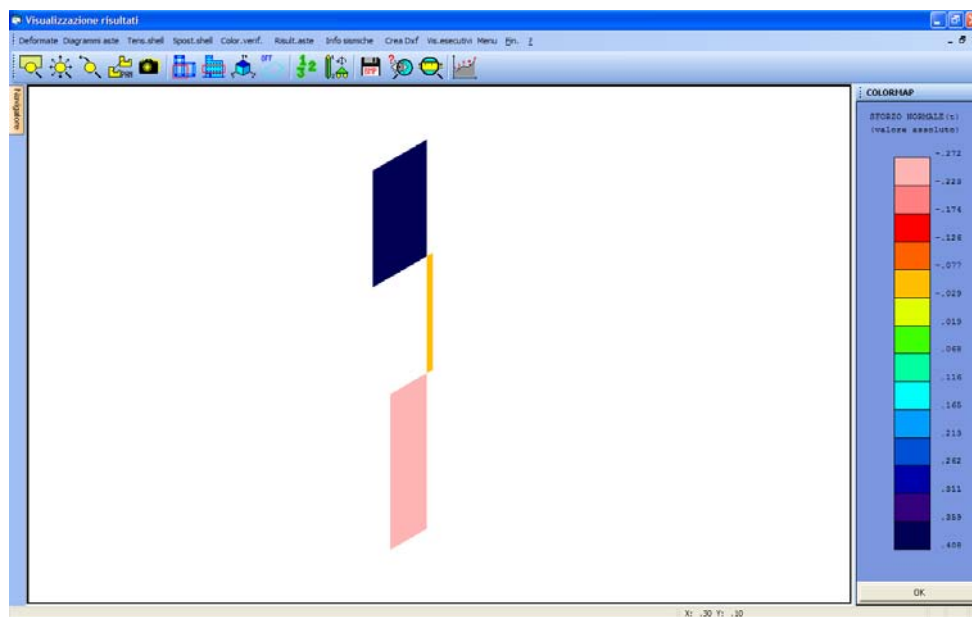 Visualizzazione risultati
Deformate Diagrammi aste Tens.shell Spost.shell Color.verif. Risult.aste Info sismiche Crea Dxf Vis.esecutivi Menu Fin. ?
OFF
Navigatore
COLORMAP
SFORZO NORMALE(t)
(valore assoluto)
-.272
-.223
-.174
-.126
-.077
-.029
.019
.068
.116
.165
.213
.262
.311
.359
.408
OK
X: .30 Y: .10